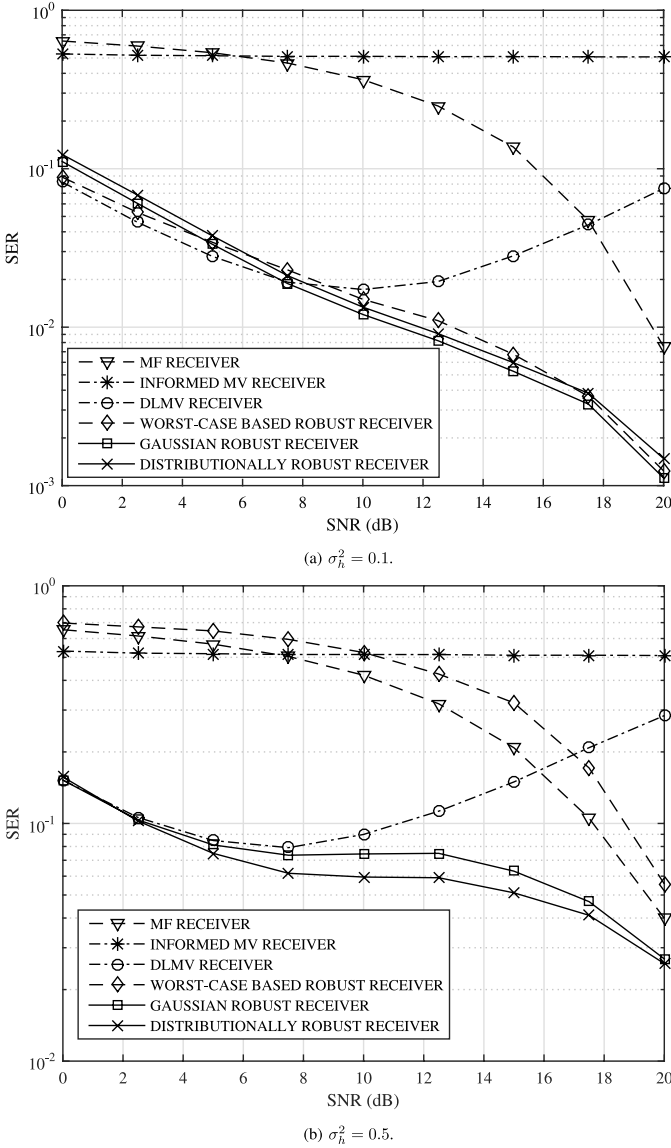 10^0
10^-1
10^-2
10^-3
SER
MF RECEIVER
INFORMED MV RECEIVER
DLMV RECEIVER
WORST-CASE BASED ROBUST RECEIVER
GAUSSIAN ROBUST RECEIVER
DISTRIBUTIONALLY ROBUST RECEIVER
0 2 4 6 8 10 12 14 16 18 20
SNR (dB)
(a) σ_h^2 = 0.1.
10^0
10^-1
10^-2
SER
MF RECEIVER
INFORMED MV RECEIVER
DLMV RECEIVER
WORST-CASE BASED ROBUST RECEIVER
GAUSSIAN ROBUST RECEIVER
DISTRIBUTIONALLY ROBUST RECEIVER
0 2 4 6 8 10 12 14 16 18 20
SNR (dB)
(b) σ_h^2 = 0.5.